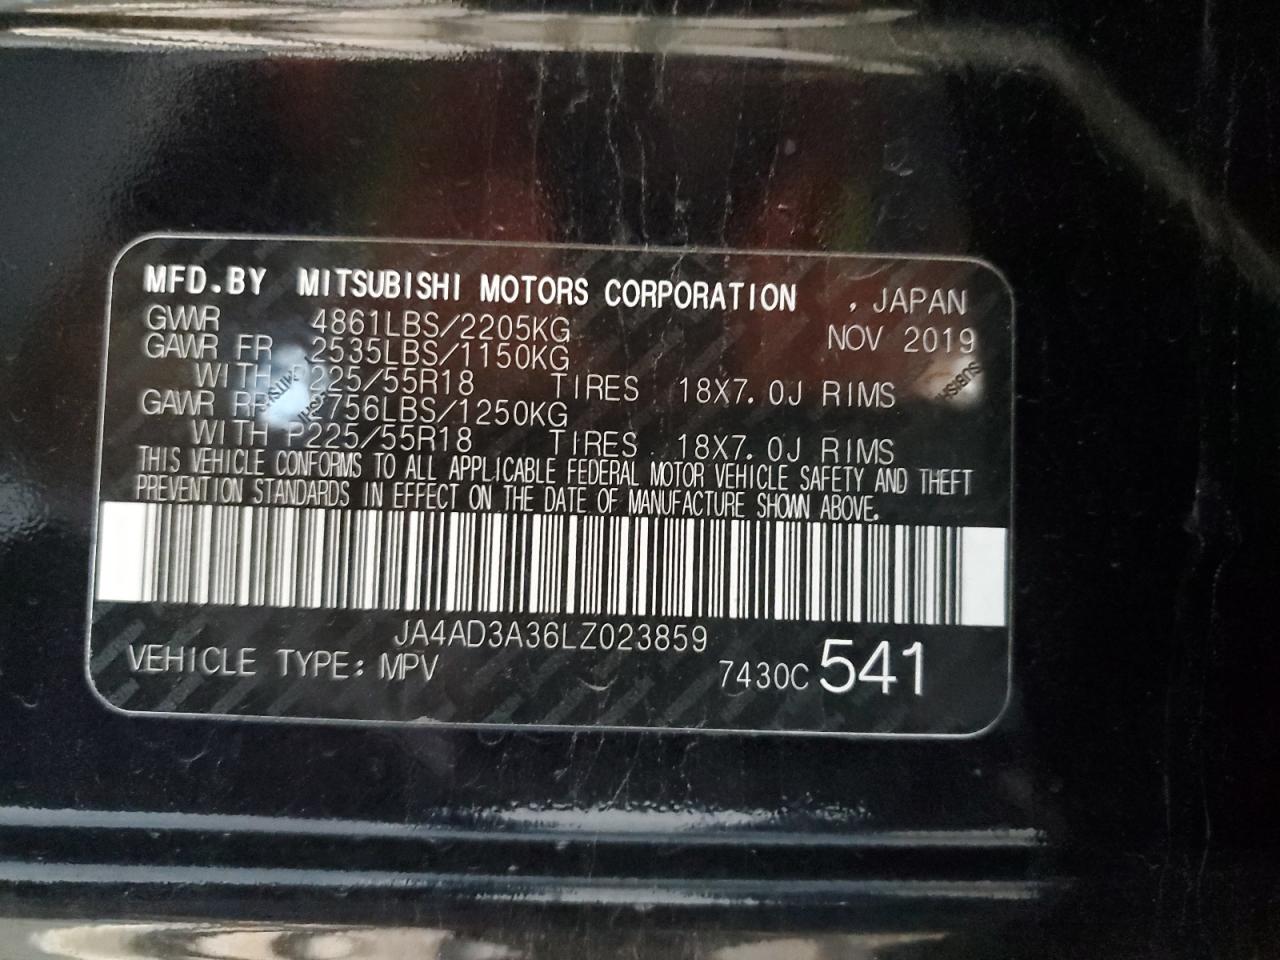 MFD.BY MITSUBISHI MOTORS CORPORATION , JAPAN
GVWR 4861LBS/2205KG NOV 2019
GAWR FR 2535LBS/1150KG
WITH P225/55R18 TIRES 18X7.0J RIMS
GAWR RR 2756LBS/1250KG
WITH P225/55R18 TIRES 18X7.0J RIMS
THIS VEHICLE CONFORMS TO ALL APPLICABLE FEDERAL MOTOR VEHICLE SAFETY AND THEFT
PREVENTION STANDARDS IN EFFECT ON THE DATE OF MANUFACTURE SHOWN ABOVE.
JA4AD3A36LZ023859
VEHICLE TYPE: MPV 7430C 541